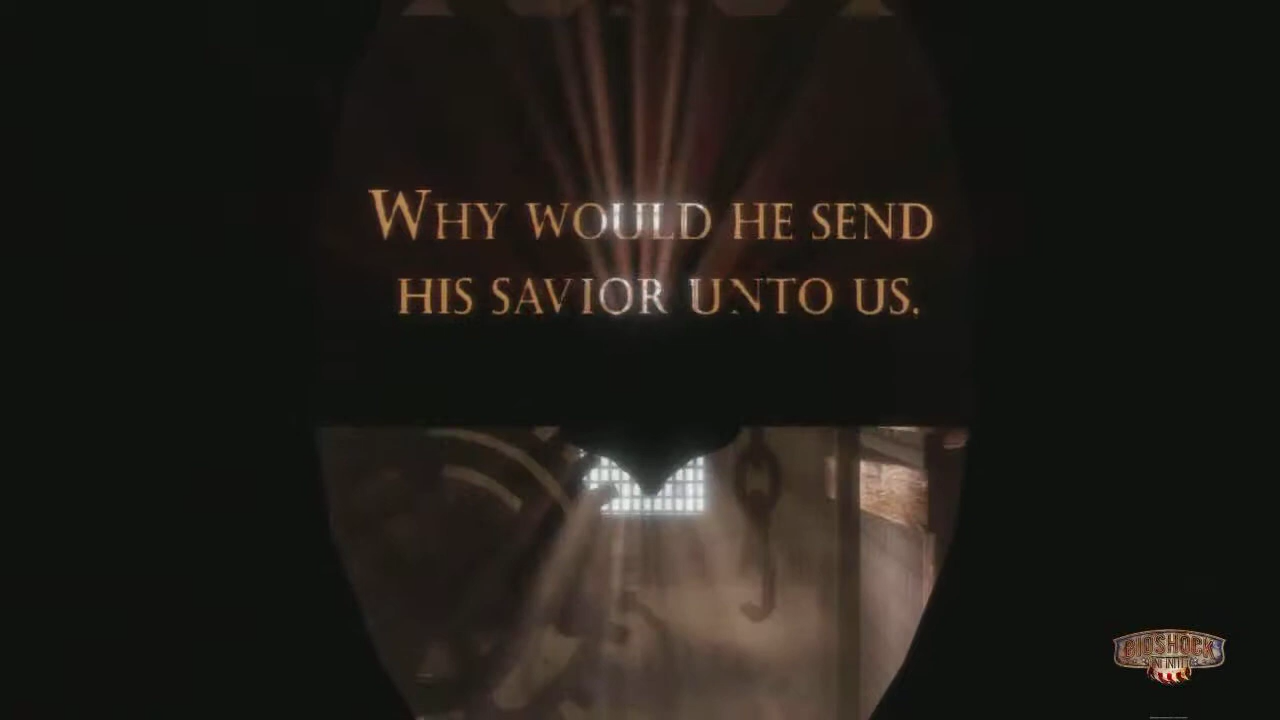 WHY WOULD HE SEND
HIS SAVIOR UNTO US.
BIOSHOCK
INFINITE